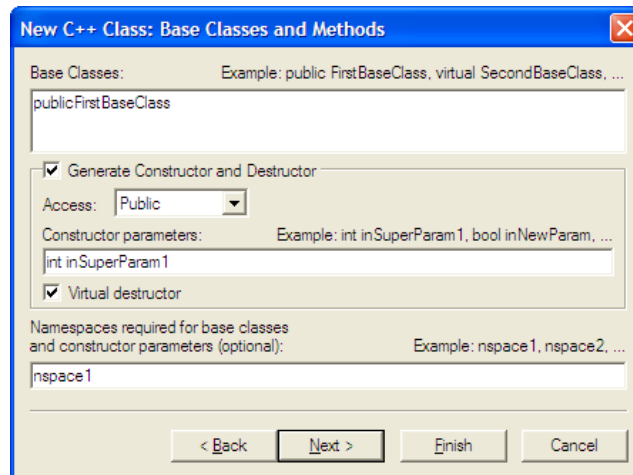 New C++ Class: Base Classes and Methods
Base Classes: Example: public FirstBaseClass, virtual SecondBaseClass, ...
publicFirstBaseClass
Generate Constructor and Destructor
Access: Public
Constructor parameters: Example: int inSuperParam1, bool inNewParam, ...
int inSuperParam1
Virtual destructor
Namespaces required for base classes
and constructor parameters (optional): Example: nspace1, nspace2, ...
nspace1
< Back Next > Finish Cancel